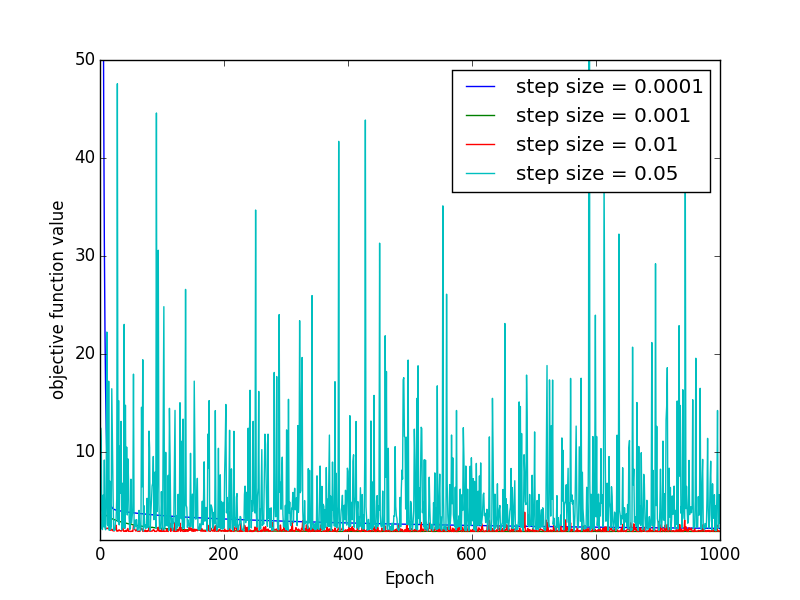 50
40
30
20
10
0
200
400
600
800
1000
objective function value
Epoch
step size = 0.0001
step size = 0.001
step size = 0.01
step size = 0.05